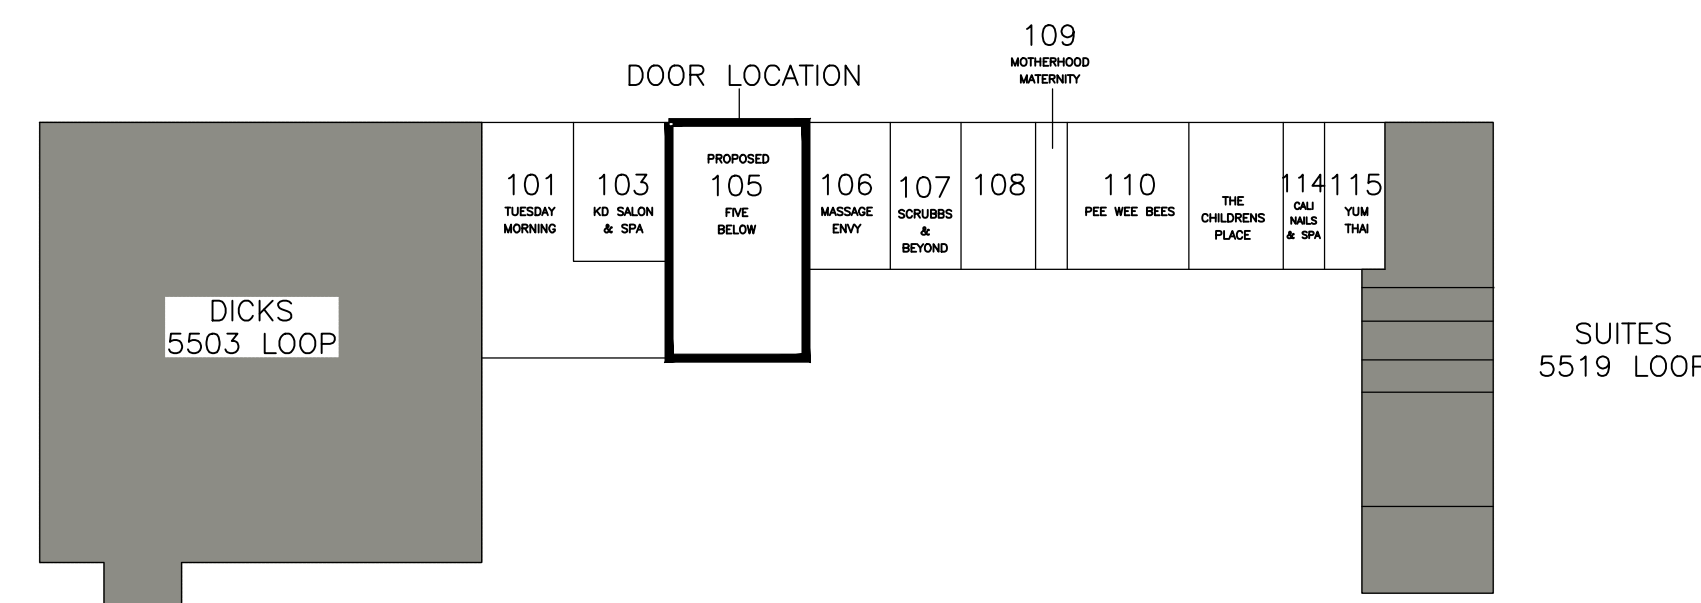 109
MOTHERHOOD
MATERNITY
DOOR LOCATION
101
TUESDAY
MORNING
103
KD SALON
& SPA
PROPOSED
105
FIVE
BELOW
106
MASSAGE
ENVY
107
SCRUBBS
&
BEYOND
108
110
PEE WEE BEES
THE
CHILDRENS
PLACE
114
CALI
NAILS
& SPA
115
YUM
THAI
DICKS
5503 LOOP
SUITES
5519 LOOP